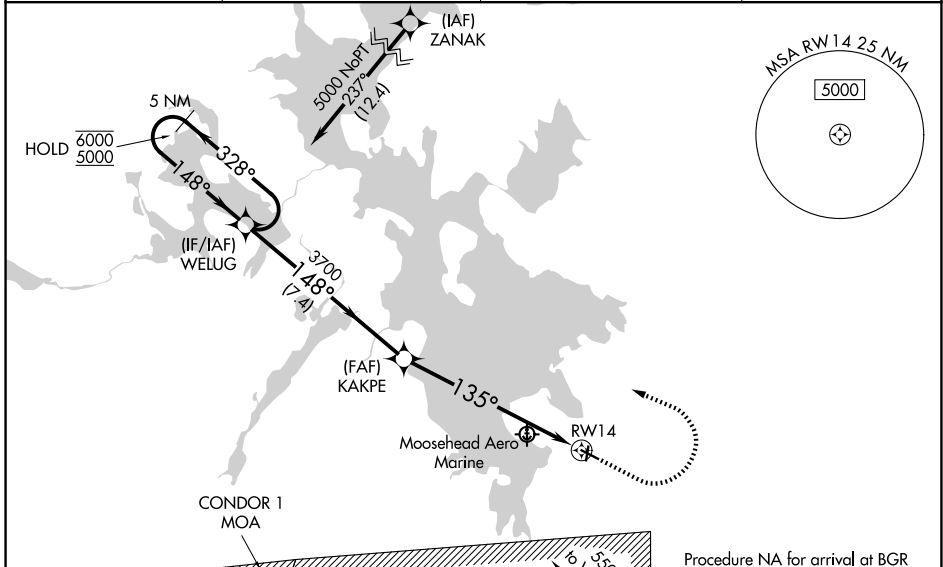 (IAF)
ZANAK
5000 NoPT
237°
(12.4)
MSA RW14 25 NM
5000
5 NM
HOLD
6000
5000
328°
148°
(IF/IAF)
WELUG
3700
148°
(7.4)
(FAF)
KAKPE
135°
RW14
Moosehead Aero
Marine
CONDOR 1
MOA
550
to
Procedure NA for arrival at BGR